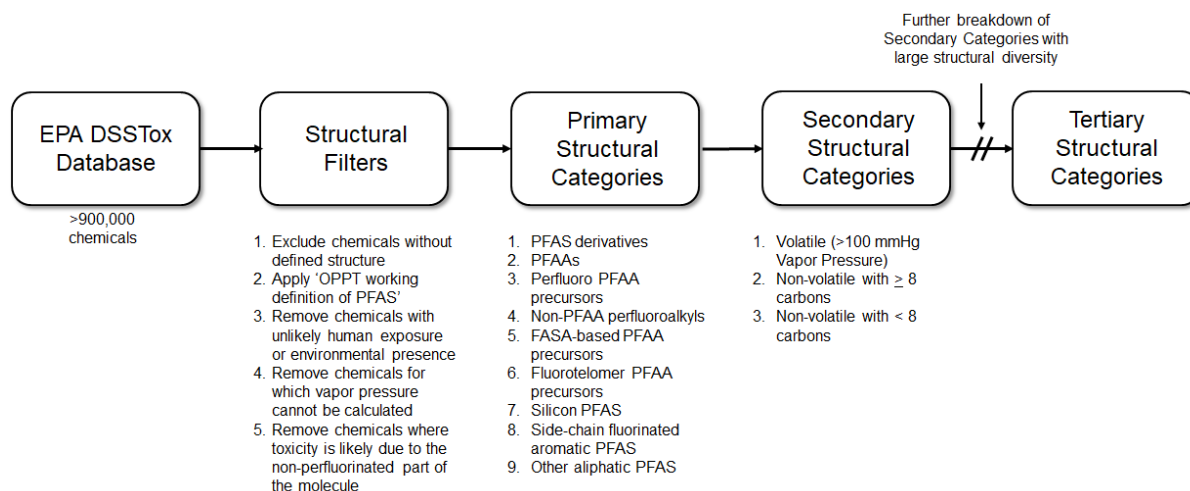 Further breakdown of
Secondary Categories with
large structural diversity
EPA DSSTox
Database
Structural
Filters
Primary
Structural
Categories
Secondary
Structural
Categories
Tertiary
Structural
Categories
>900,000
chemicals
1. Exclude chemicals without
defined structure
2. Apply ‘OPPT working
definition of PFAS’
3. Remove chemicals with
unlikely human exposure
or environmental presence
4. Remove chemicals for
which vapor pressure
cannot be calculated
5. Remove chemicals where
toxicity is likely due to the
non-perfluorinated part of
the molecule
1. PFAS derivatives
2. PFAAs
3. Perfluoro PFAA
precursors
4. Non-PFAA perfluoroalkyls
5. FASA-based PFAA
precursors
6. Fluorotelomer PFAA
precursors
7. Silicon PFAS
8. Side-chain fluorinated
aromatic PFAS
9. Other aliphatic PFAS
1. Volatile (>100 mmHg
Vapor Pressure)
2. Non-volatile with ≥ 8
carbons
3. Non-volatile with < 8
carbons